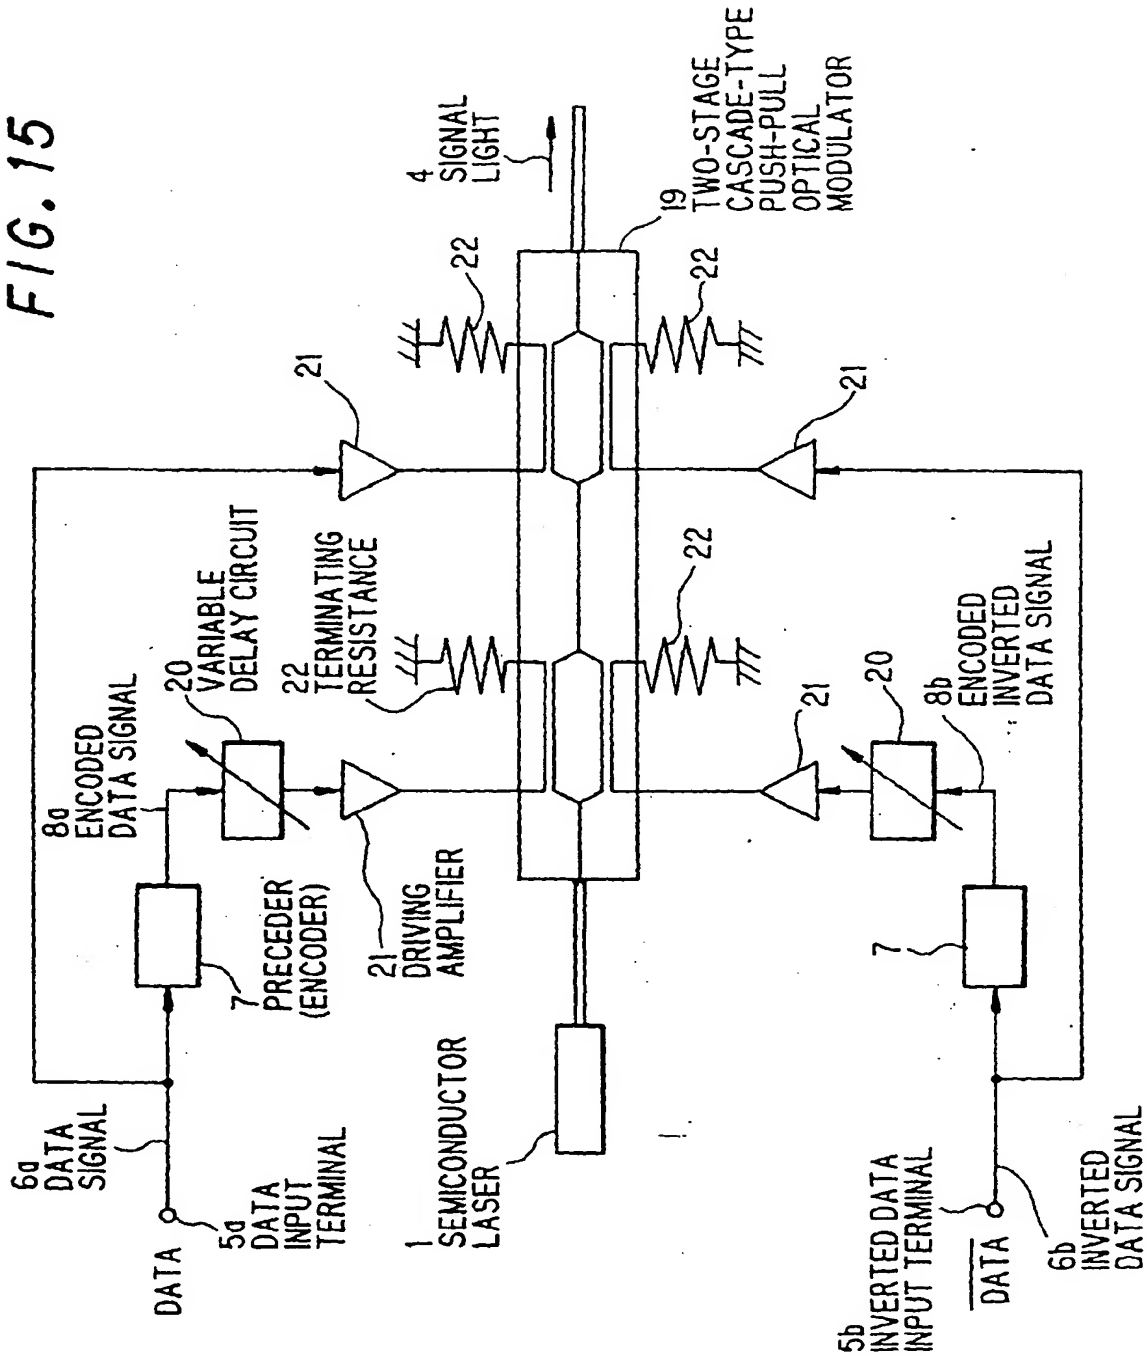 FIG. 15
6a
DATA
SIGNAL
DATA
5a
DATA
INPUT
TERMINAL
7
PRECEDER
(ENCODER)
8a
ENCODED
DATA SIGNAL
20
VARIABLE
DELAY CIRCUIT
21
DRIVING
AMPLIFIER
22
TERMINATING
RESISTANCE
21
22
4
SIGNAL
LIGHT
1
SEMICONDUCTOR
LASER
19
TWO-STAGE
CASCADE-TYPE
PUSH-PULL
OPTICAL
MODULATOR
22
22
21
21
20
8b
ENCODED
INVERTED
DATA SIGNAL
7
5b
INVERTED DATA
INPUT TERMINAL
DATA
6b
INVERTED
DATA SIGNAL